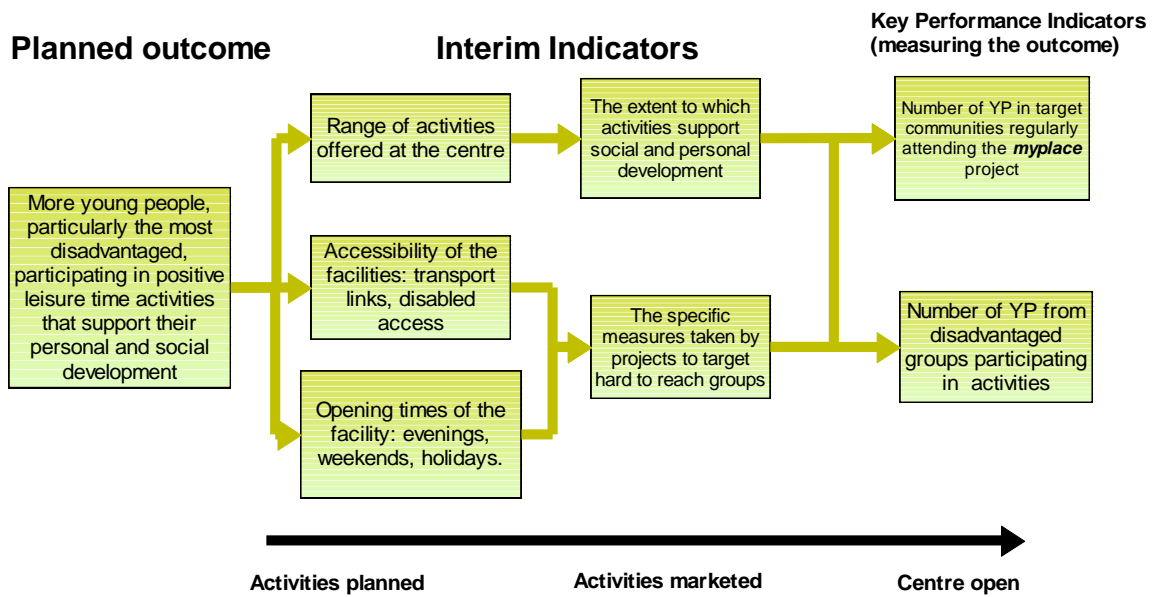 Planned outcome
Interim Indicators
Key Performance Indicators
(measuring the outcome)
More young people,
particularly the most
disadvantaged,
participating in positive
leisure time activities
that support their
personal and social
development
Range of activities
offered at the centre
Accessibility of the
facilities: transport
links, disabled
access
Opening times of the
facility: evenings,
weekends, holidays.
The extent to which
activities support
social and personal
development
The specific
measures taken by
projects to target
hard to reach groups
Number of YP in target
communities regularly
attending the myplace
project
Number of YP from
disadvantaged
groups participating
in activities
Activities planned
Activities marketed
Centre open